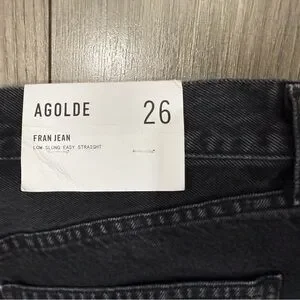 AGOLDE 26
FRAN JEAN
LOW SLUNG EASY STRAIGHT